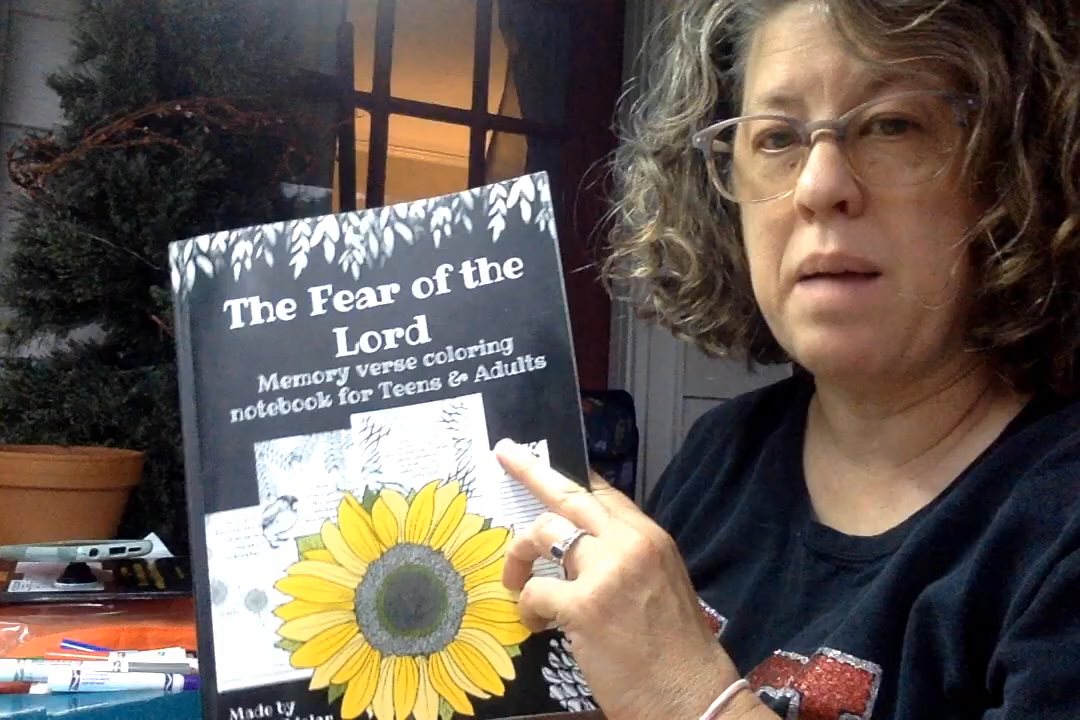 The Fear of the
Lord
Memory verse coloring
notebook for Teens & Adults
Made by